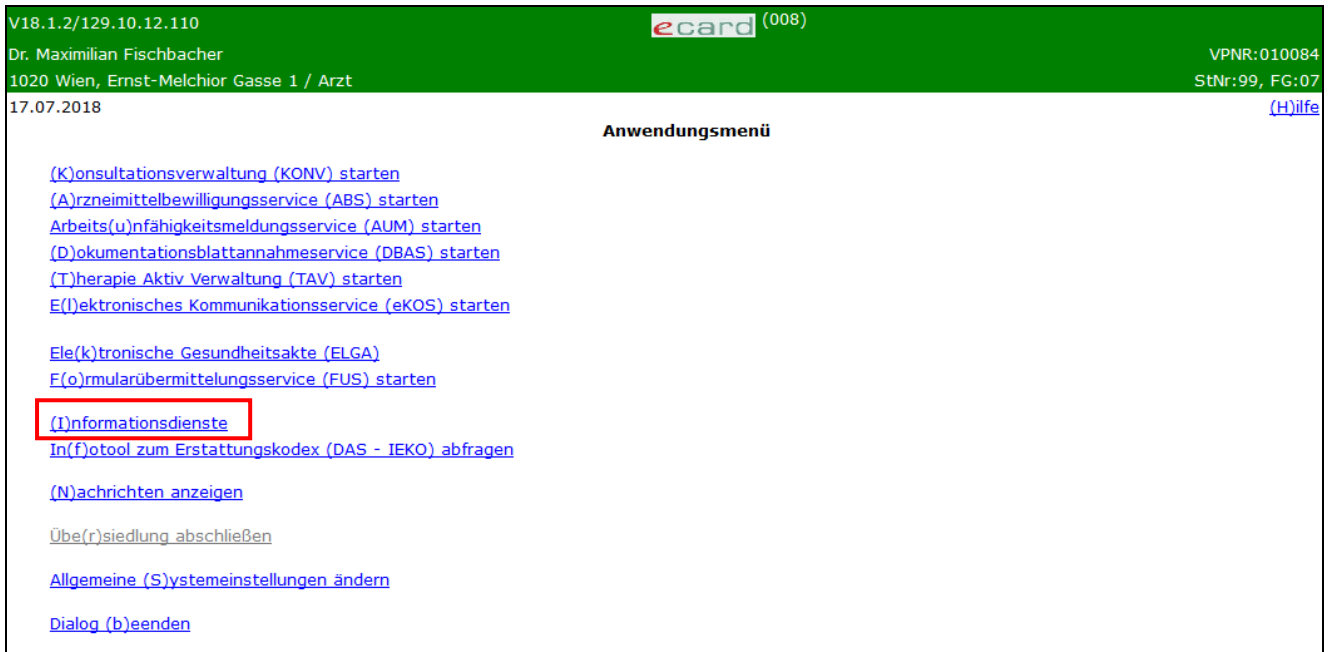 V18.1.2/129.10.12.110 ecard (008)
Dr. Maximilian Fischbacher VPNR:010084
1020 Wien, Ernst-Melchior Gasse 1 / Arzt StNr:99, FG:07
17.07.2018 (H)ilfe
Anwendungsmenü
(K)onsultationsverwaltung (KONV) starten
(A)rzneimittelbewilligungsservice (ABS) starten
Arbeits(u)nfähigkeitsmeldungsservice (AUM) starten
(D)okumentationsblattannahmeservice (DBAS) starten
(T)herapie Aktiv Verwaltung (TAV) starten
E(l)ektronisches Kommunikationsservice (eKOS) starten
Ele(k)tronische Gesundheitsakte (ELGA)
F(o)rmularübermittelungsservice (FUS) starten
(I)nformationsdienste
In(f)otool zum Erstattungskodex (DAS - IEKO) abfragen
(N)achrichten anzeigen
Übe(r)siedlung abschließen
Allgemeine (S)ystemeinstellungen ändern
Dialog (b)eenden